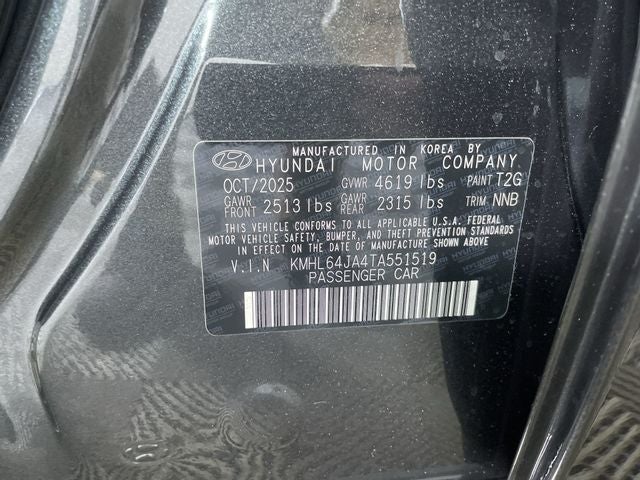 MANUFACTURED IN KOREA BY
HYUNDAI MOTOR COMPANY
OCT/2025 GVWR 4619 lbs PAINT T2G
GAWR FRONT 2513 lbs GAWR REAR 2315 lbs TRIM NNB
THIS VEHICLE CONFORMS TO ALL APPLICABLE U.S.A. FEDERAL
MOTOR VEHICLE SAFETY, BUMPER, AND THEFT PREVENTION STANDARDS
IN EFFECT ON THE DATE OF MANUFACTURE SHOWN ABOVE.
V.I.N KMHL64JA4TA551519
PASSENGER CAR